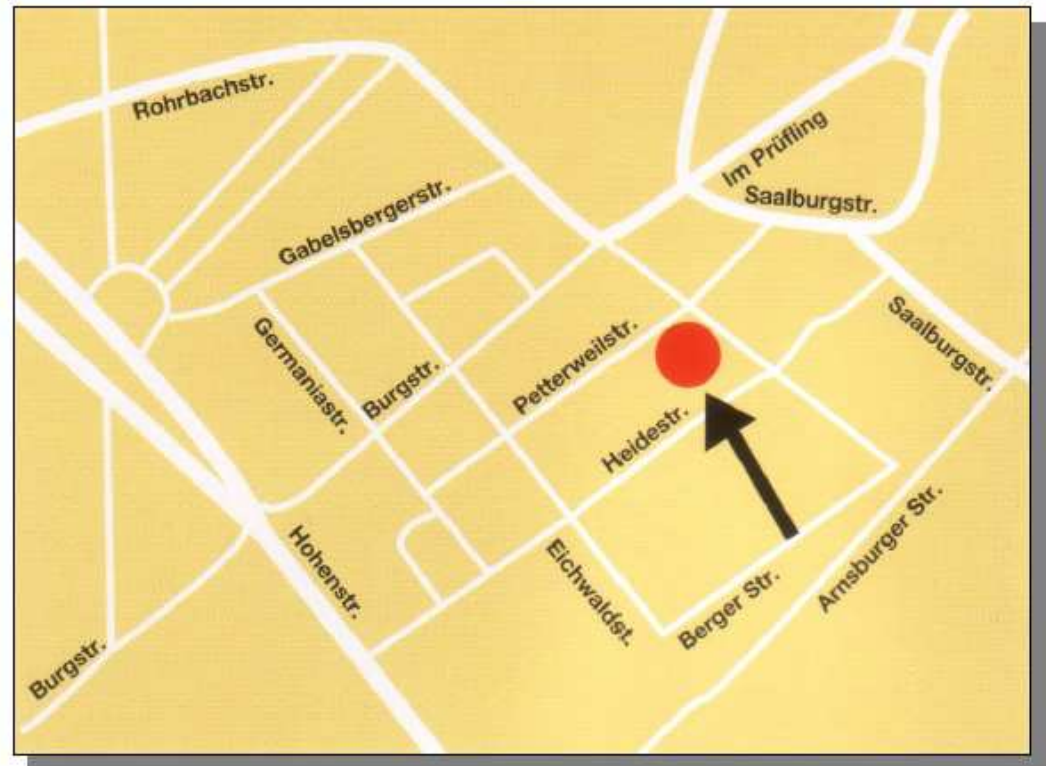 Rohrbachstr.
Im Prüfling
Saalburgstr.
Gabelsbergerstr.
Germaniastr.
Burgstr.
Petterweilstr.
Saalburgstr.
Heidestr.
Hohenstr.
Eichwaldst.
Berger Str.
Arnsburger Str.
Burgstr.